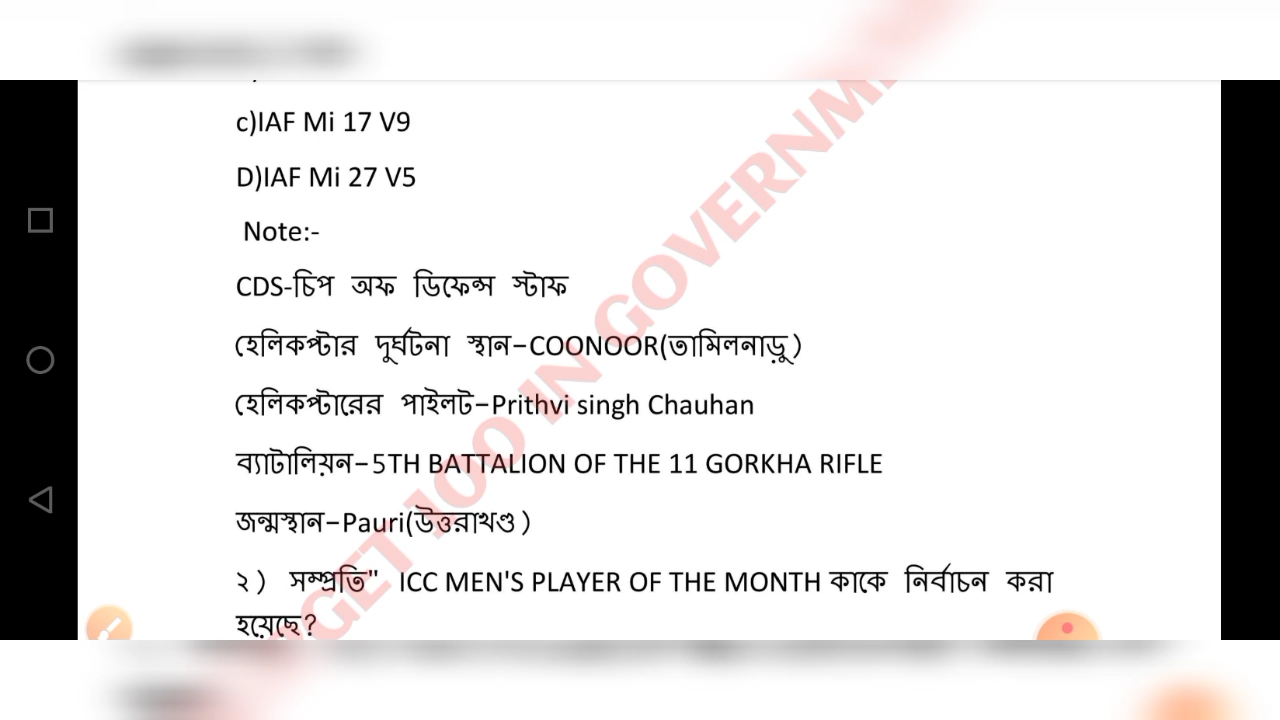 c)IAF Mi 17 V9
D)IAF Mi 27 V5
Note:-
CDS-চিপ অফ ডিফেন্স স্টাফ
হেলিকপ্টার দুর্ঘটনা স্থান–COONOOR(তামিলনাড়ু)
হেলিকপ্টারের পাইলট–Prithvi singh Chauhan
ব্যাটালিয়ন–5TH BATTALION OF THE 11 GORKHA RIFLE
জন্মস্থান–Pauri(উত্তরাখণ্ড)
২) সম্প্রতি" ICC MEN'S PLAYER OF THE MONTH কাকে নির্বাচন করা
হয়েছে?
100 IN